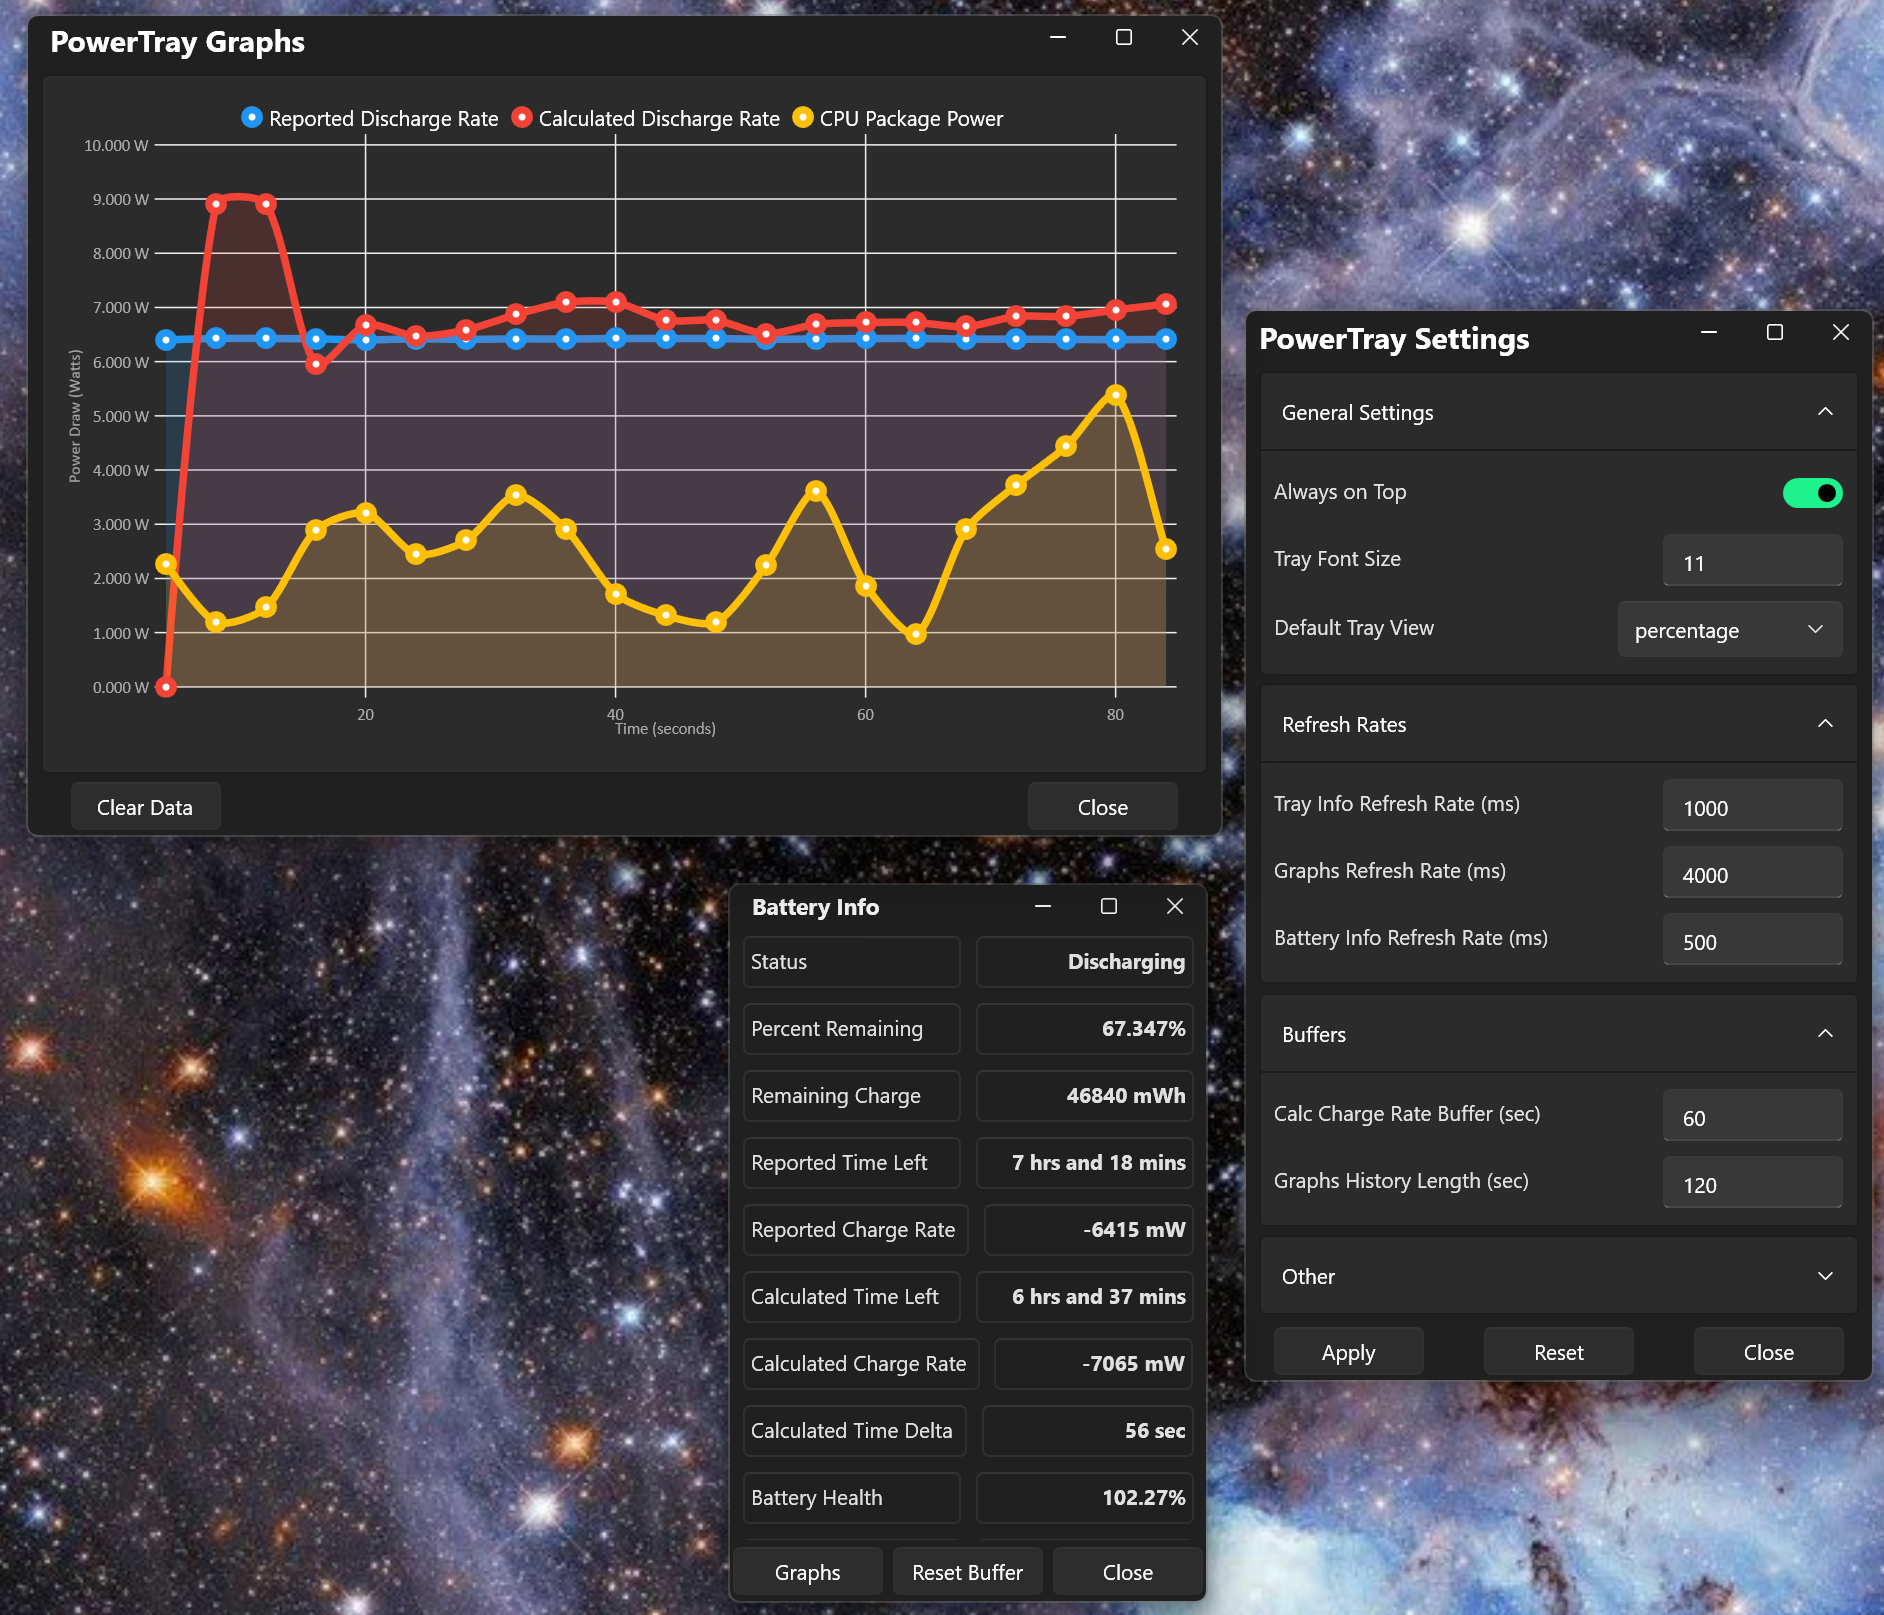 PowerTray Graphs
Reported Discharge Rate Calculated Discharge Rate CPU Package Power
10.000 W
9.000 W
8.000 W
7.000 W
6.000 W
5.000 W
4.000 W
3.000 W
2.000 W
1.000 W
0.000 W
Power Draw (Watts)
20 40 60 80
Time (seconds)
Clear Data Close
PowerTray Settings
General Settings
Always on Top
Tray Font Size 11
Default Tray View percentage
Refresh Rates
Tray Info Refresh Rate (ms) 1000
Graphs Refresh Rate (ms) 4000
Battery Info Refresh Rate (ms) 500
Buffers
Calc Charge Rate Buffer (sec) 60
Graphs History Length (sec) 120
Other
Apply Reset Close
Battery Info
Status Discharging
Percent Remaining 67.347%
Remaining Charge 46840 mWh
Reported Time Left 7 hrs and 18 mins
Reported Charge Rate -6415 mW
Calculated Time Left 6 hrs and 37 mins
Calculated Charge Rate -7065 mW
Calculated Time Delta 56 sec
Battery Health 102.27%
Graphs Reset Buffer Close